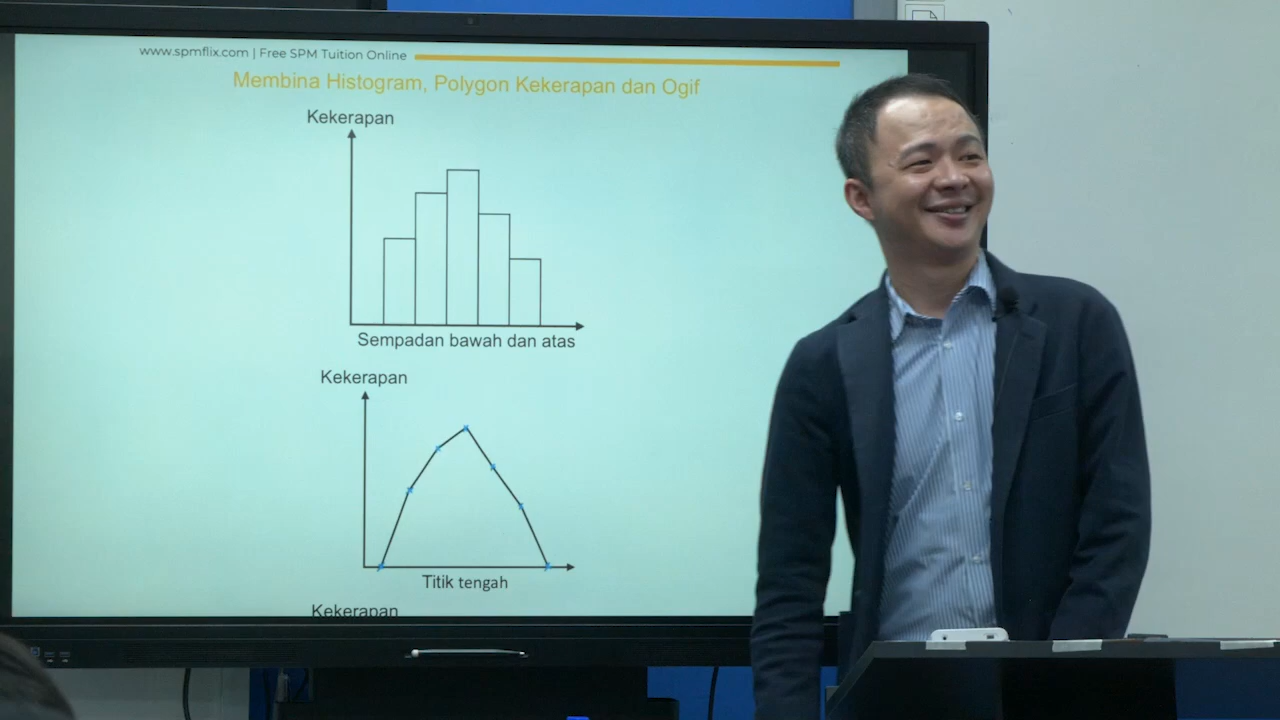 www.spmflix.com | Free SPM Tuition Online
Membina Histogram, Polygon Kekerapan dan Ogif
Kekerapan
Sempadan bawah dan atas
Kekerapan
Titik tengah
Kekerapan